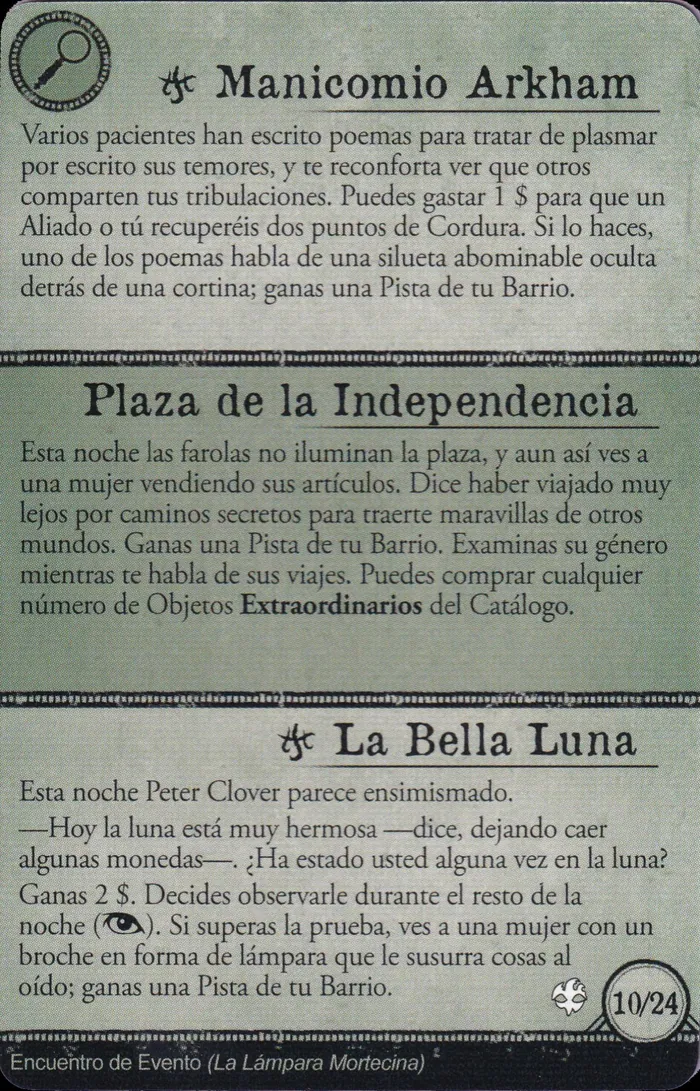 Manicomio Arkham
Varios pacientes han escrito poemas para tratar de plasmar
por escrito sus temores, y te reconforta ver que otros
comparten tus tribulaciones. Puedes gastar 1 $ para que un
Aliado o tú recuperéis dos puntos de Cordura. Si lo haces,
uno de los poemas habla de una silueta abominable oculta
detrás de una cortina; ganas una Pista de tu Barrio.
Plaza de la Independencia
Esta noche las farolas no iluminan la plaza, y aun así ves a
una mujer vendiendo sus artículos. Dice haber viajado muy
lejos por caminos secretos para traerte maravillas de otros
mundos. Ganas una Pista de tu Barrio. Examinas su género
mientras te habla de sus viajes. Puedes comprar cualquier
número de Objetos Extraordinarios del Catálogo.
La Bella Luna
Esta noche Peter Clover parece ensimismado.
—Hoy la luna está muy hermosa —dice, dejando caer
algunas monedas—. ¿Ha estado usted alguna vez en la luna?
Ganas 2 $. Decides observarle durante el resto de la
noche (). Si superas la prueba, ves a una mujer con un
broche en forma de lámpara que le susurra cosas al
oído; ganas una Pista de tu Barrio.
10/24
Encuentro de Evento (La Lámpara Mortecina)